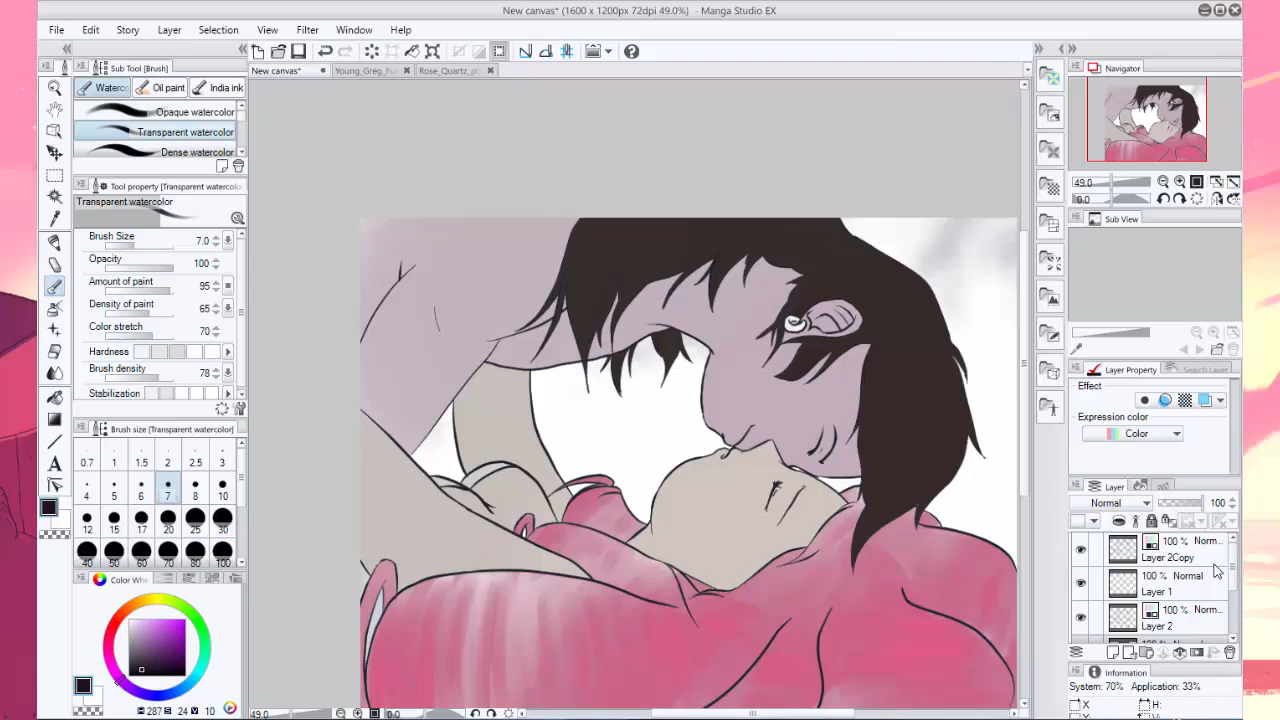 New canvas* (1600 x 1200px 72dpi 49.0%) - Manga Studio EX
File Edit Story Layer Selection View Filter Window Help
Sub Tool [Brush]
New canvas*
Navigator
Oil paint India ink
Opaque watercolor
Transparent watercolor
Dense watercolor
Tool property [Transparent watercolor
Transparent watercolor
49.0
0.0
Sub View
Brush Size 7.0
Opacity 100
Amount of paint 95
Density of paint 65
Color stretch 70
Hardness
Brush density 78
Stabilization
Layer Property Search Layer
Effect
Expression color
Color
Brush size [Transparent watercolor]
0.7 1 1.5 2 2.5 3
4 5 6 7 8 10
12 15 17 20 25 30
40 50 60 70 80 100
Layer
Normal 100
100 % Norm...
Layer 2Copy
100 % Normal
Layer 1
100 % Norm...
Layer 2
Color Whe
287 S 24 V 10
49.0 0.0
Information
System: 70% Application: 33%
X: H: